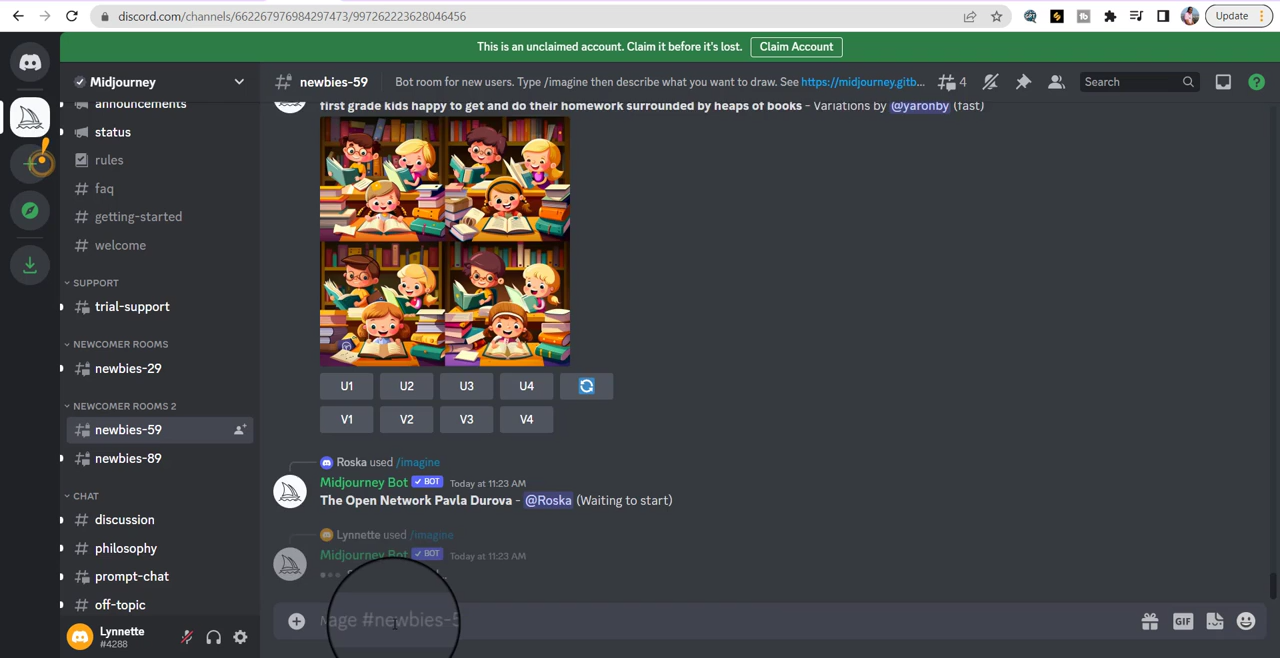 discord.com/channels/662267976984297473/997262223628046456
Update
This is an unclaimed account. Claim it before it's lost.
Claim Account
Midjourney
newbies-59
Bot room for new users. Type /imagine then describe what you want to draw. See https://midjourney.gitb...
4
Search
announcements
status
rules
faq
getting-started
welcome
SUPPORT
trial-support
NEWCOMER ROOMS
newbies-29
NEWCOMER ROOMS 2
newbies-59
newbies-89
CHAT
discussion
philosophy
prompt-chat
off-topic
Lynnette
#4288
first grade kids happy to get and do their homework surrounded by heaps of books - Variations by @yaronby (fast)
U1 U2 U3 U4
V1 V2 V3 V4
Roska used /imagine
Midjourney Bot ✓ BOT Today at 11:23 AM
The Open Network Pavla Durova - @Roska (Waiting to start)
Lynnette used /imagine
Midjourney Bot ✓ BOT Today at 11:23 AM
#newbies-5
GIF